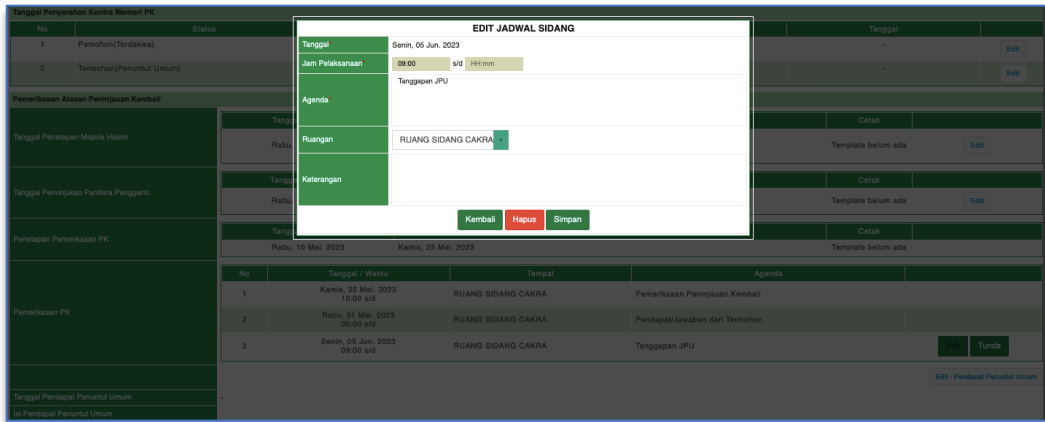 Tanggal Penyerahan Kontra Memori PK
No Status Tanggal
1 Pemohon(Terdakwa) - Edit
2 Termohon(Penuntut Umum) - Edit
Pemeriksaan Alasan Peninjauan Kembali
EDIT JADWAL SIDANG
Tanggal* Senin, 05 Jun. 2023
Jam Pelaksanaan* 09:00 s/d HH:mm
Agenda Tanggapan JPU
Ruangan RUANG SIDANG CAKRA
Keterangan
Kembali Hapus Simpan
Tanggal Penetapan Majelis Hakim
Cetak
Rabu, Template belum ada Edit
Tanggal Penunjukan Panitera Pengganti
Cetak
Rabu, Template belum ada Edit
Penetapan Pemeriksaan PK
Cetak
Rabu, 10 Mei. 2023 Kamis, 25 Mei. 2023 Template belum ada
Pemeriksaan PK
No Tanggal / Waktu Tempat Agenda
1 Kamis, 25 Mei. 2023 RUANG SIDANG CAKRA Pemeriksaan Peninjauan Kembali
10:00 s/d
2 Rabu, 31 Mei. 2023 RUANG SIDANG CAKRA Pendapat/Jawaban dari Termohon
00:00 s/d
3 Senin, 05 Jun. 2023 RUANG SIDANG CAKRA Tanggapan JPU Edit Tunda
09:00 s/d
Edit - Pendapat Penuntut Umum
Tanggal Pendapat Penuntut Umum -
Isi Pendapat Penuntut Umum